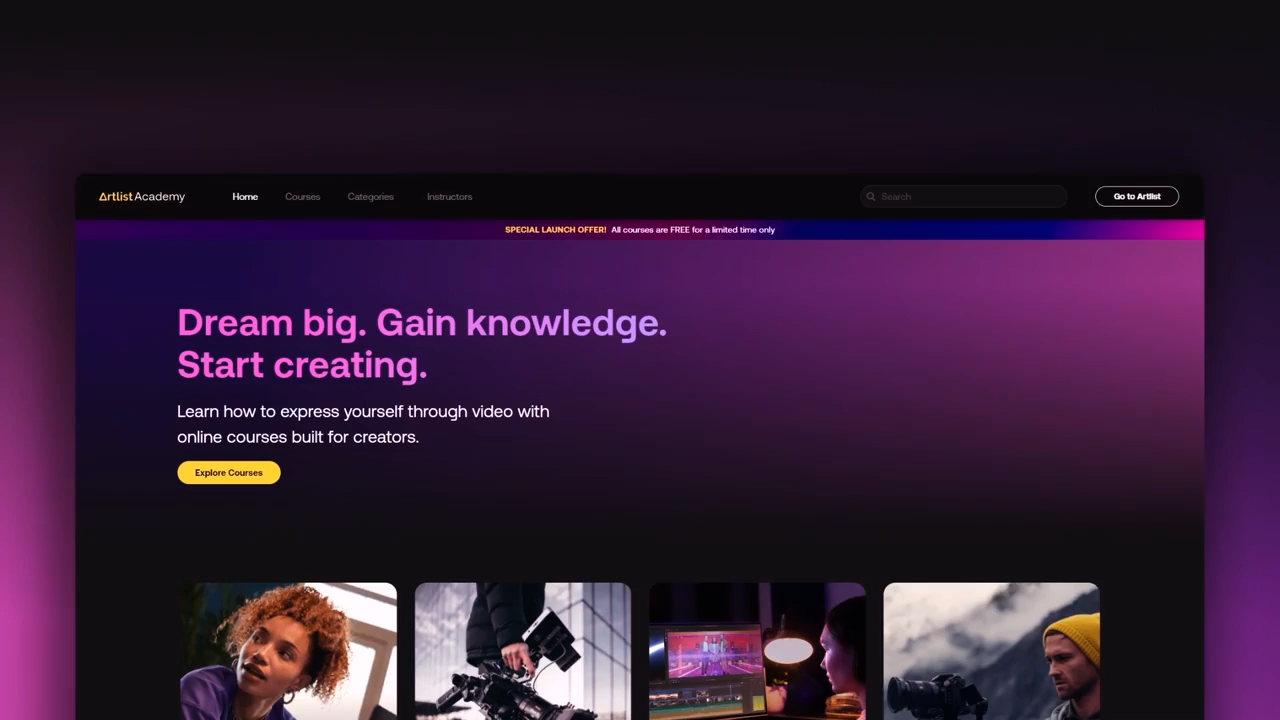 Artlist Academy
Home
Courses
Categories
Instructors
Search
Go to Artlist
SPECIAL LAUNCH OFFER! All courses are FREE for a limited time only
Dream big. Gain knowledge.
Start creating.
Learn how to express yourself through video with
online courses built for creators.
Explore Courses